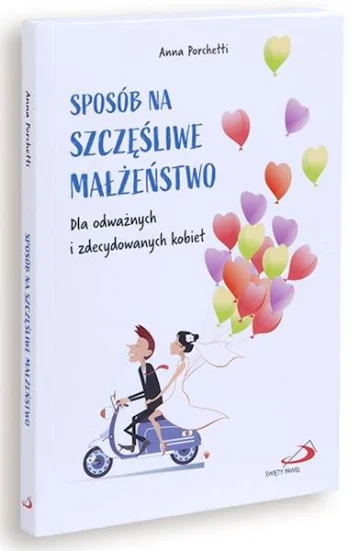 Anna Porchetti
SPOSÓB NA
SZCZĘŚLIWE
MAŁŻEŃSTWO
Dla odważnych
i zdecydowanych kobiet
ŚWIĘTY PAWEŁ
Anna Porchetti
SPOSÓB NA SZCZĘŚLIWE MAŁŻEŃSTWO